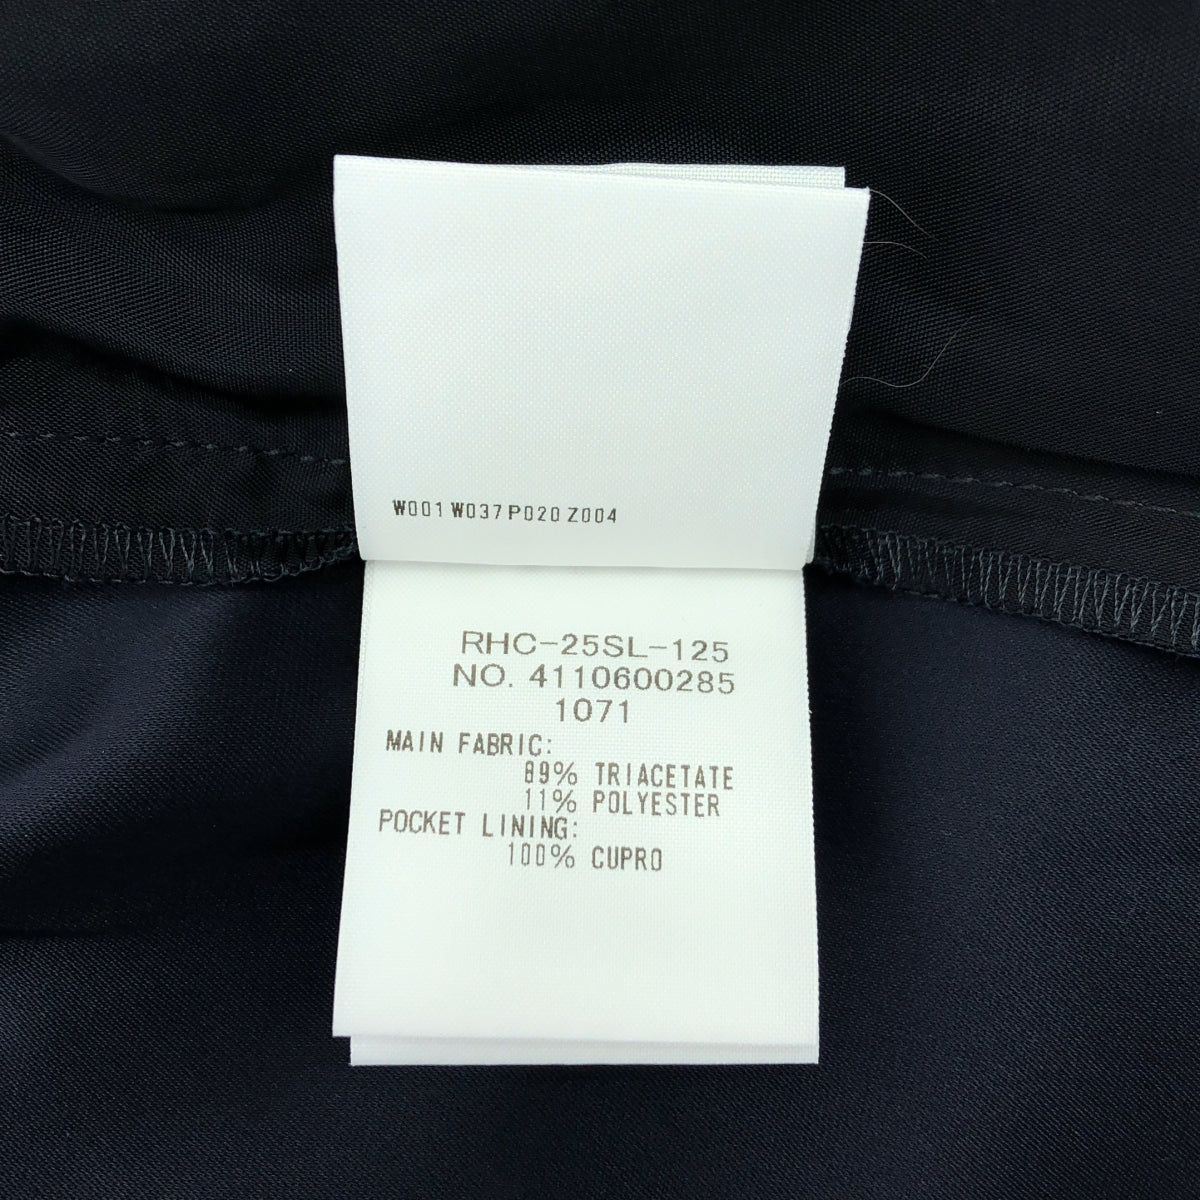 W001 W037 P020 Z004
RHC-25SL-125
NO. 4110600285
1071
MAIN FABRIC:
89% TRIACETATE
11% POLYESTER
POCKET LINING:
100% CUPRO